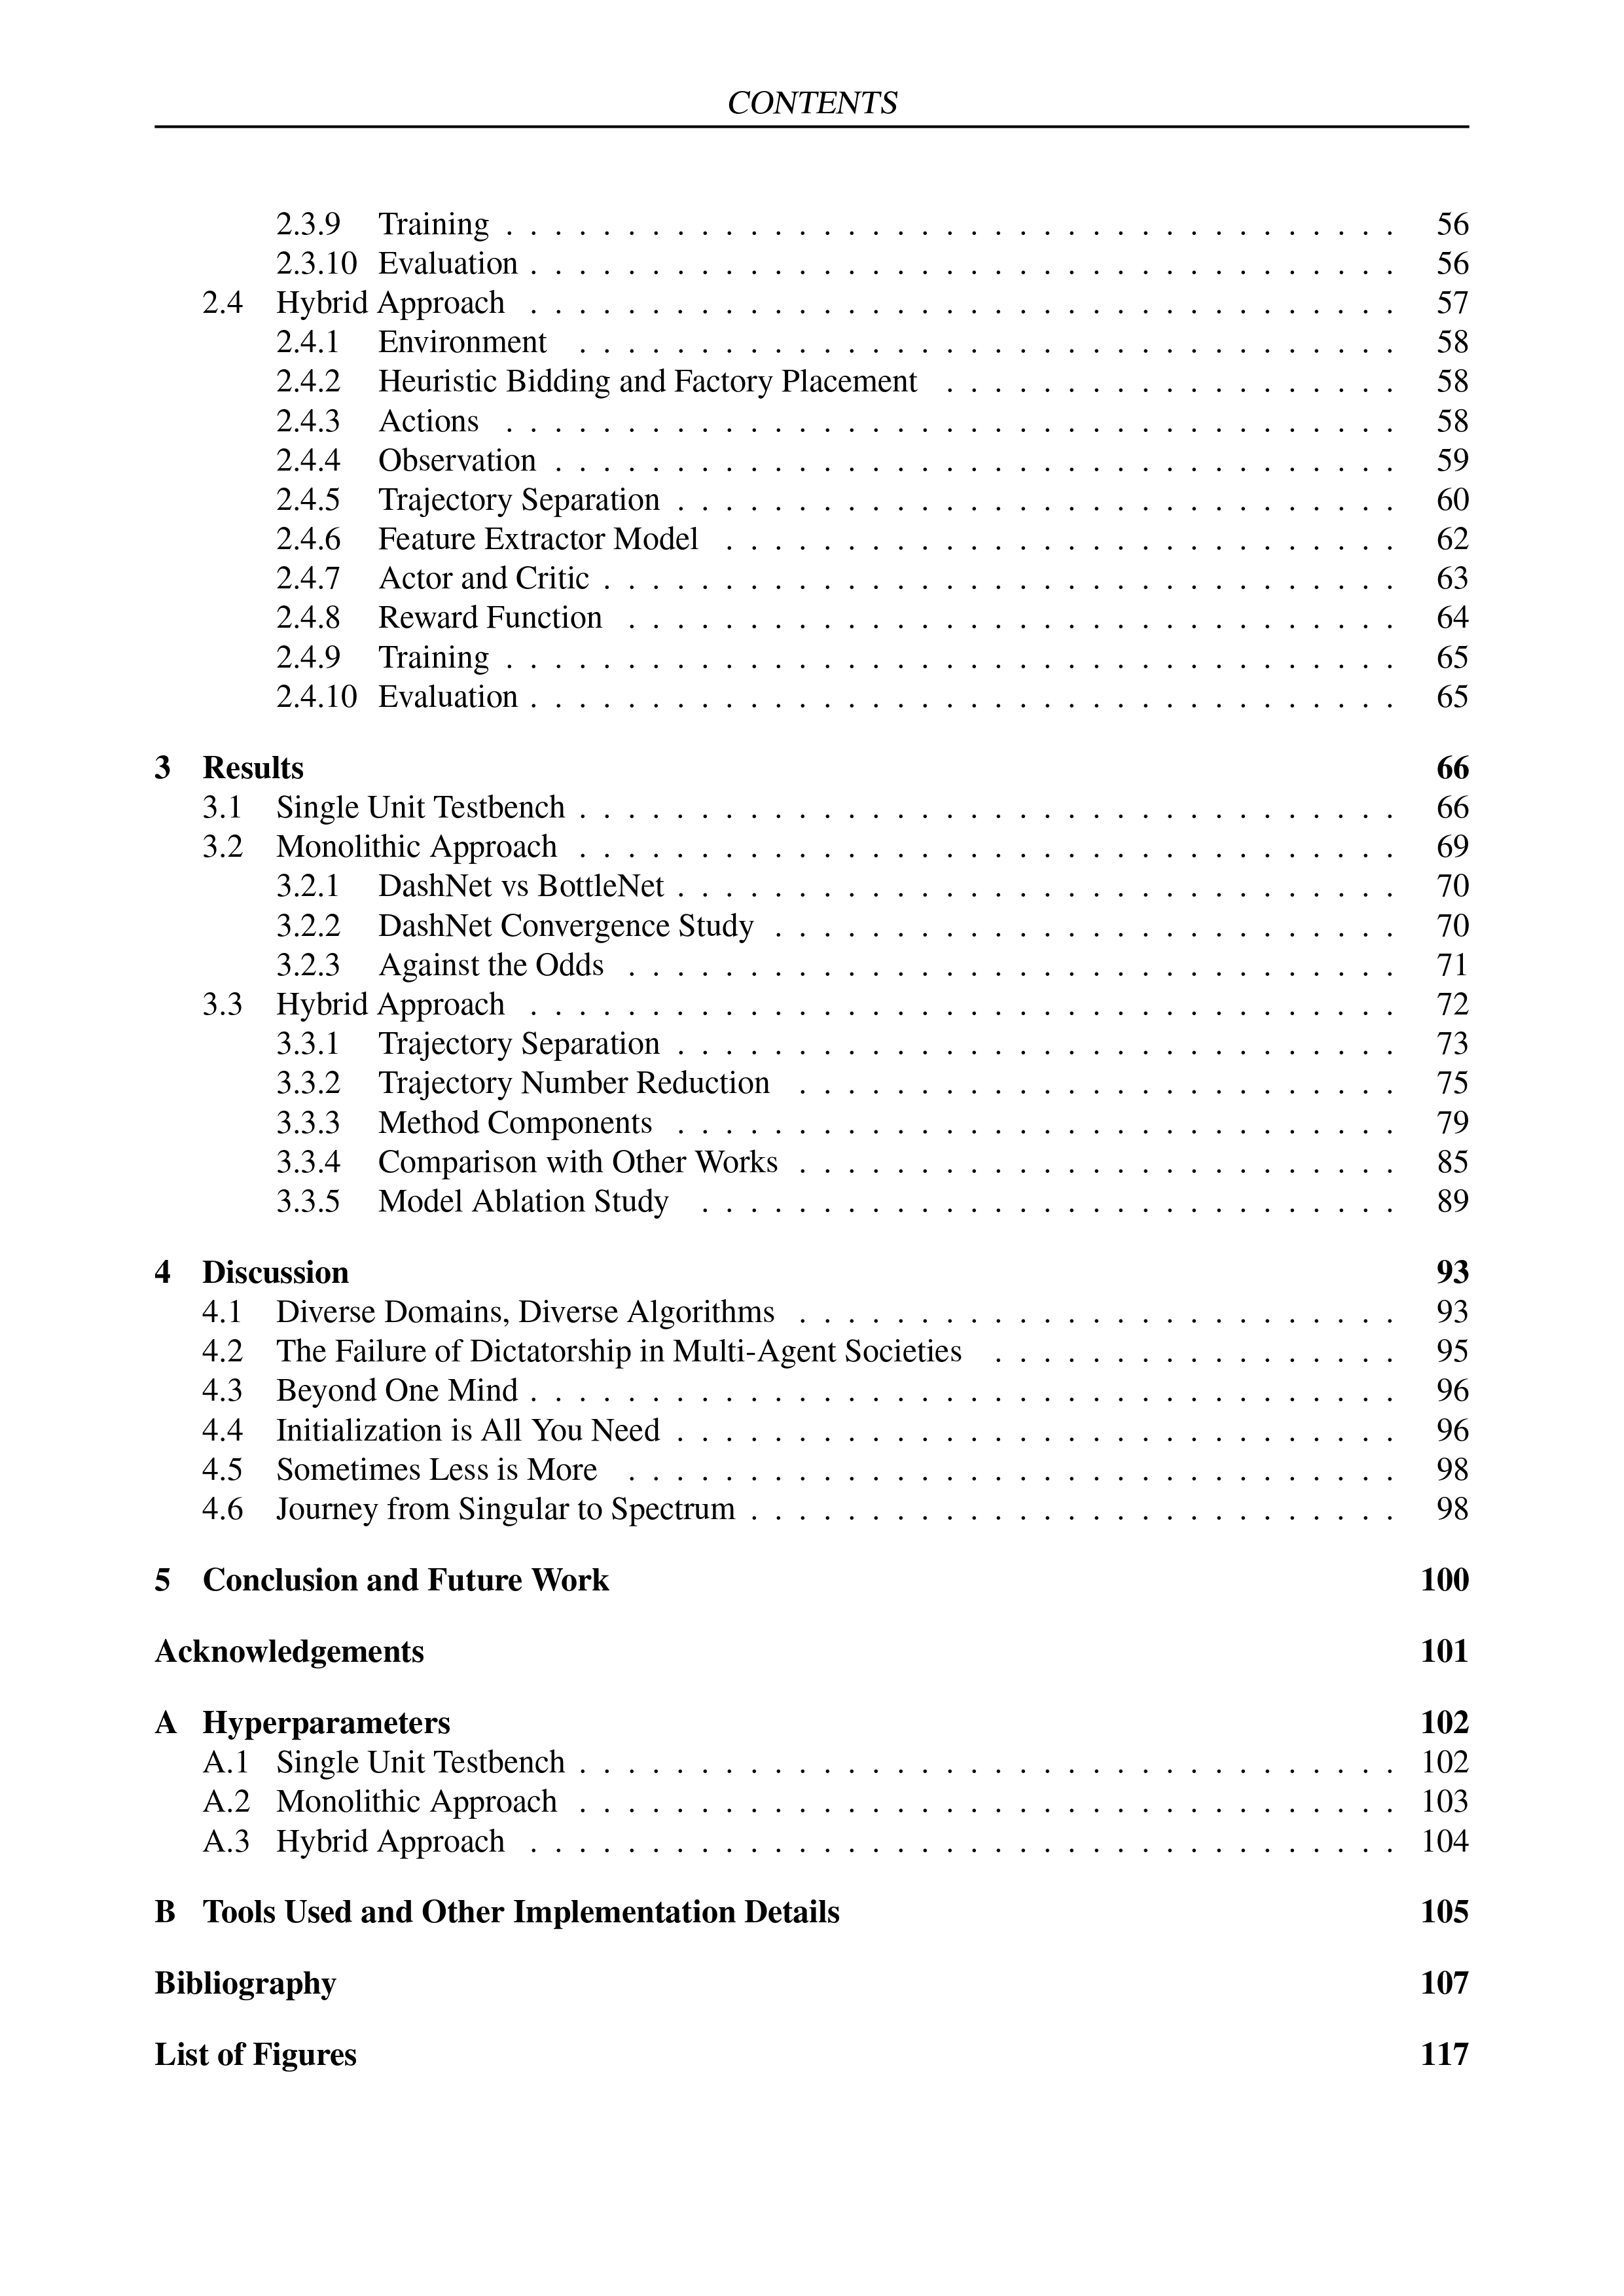 CONTENTS
2.3.9 Training . . . . . . . . . . . . . . . . . . . . . . . . . . . . . . . . . . . . . 56
2.3.10 Evaluation . . . . . . . . . . . . . . . . . . . . . . . . . . . . . . . . . . . . 56
2.4 Hybrid Approach . . . . . . . . . . . . . . . . . . . . . . . . . . . . . . . . . . . . 57
2.4.1 Environment . . . . . . . . . . . . . . . . . . . . . . . . . . . . . . . . . . 58
2.4.2 Heuristic Bidding and Factory Placement . . . . . . . . . . . . . . . . . . . 58
2.4.3 Actions . . . . . . . . . . . . . . . . . . . . . . . . . . . . . . . . . . . . . 58
2.4.4 Observation . . . . . . . . . . . . . . . . . . . . . . . . . . . . . . . . . . . 59
2.4.5 Trajectory Separation . . . . . . . . . . . . . . . . . . . . . . . . . . . . . . 60
2.4.6 Feature Extractor Model . . . . . . . . . . . . . . . . . . . . . . . . . . . . 62
2.4.7 Actor and Critic . . . . . . . . . . . . . . . . . . . . . . . . . . . . . . . . . 63
2.4.8 Reward Function . . . . . . . . . . . . . . . . . . . . . . . . . . . . . . . . 64
2.4.9 Training . . . . . . . . . . . . . . . . . . . . . . . . . . . . . . . . . . . . . 65
2.4.10 Evaluation . . . . . . . . . . . . . . . . . . . . . . . . . . . . . . . . . . . . 65
3 Results 66
3.1 Single Unit Testbench . . . . . . . . . . . . . . . . . . . . . . . . . . . . . . . . . . 66
3.2 Monolithic Approach . . . . . . . . . . . . . . . . . . . . . . . . . . . . . . . . . . 69
3.2.1 DashNet vs BottleNet . . . . . . . . . . . . . . . . . . . . . . . . . . . . . . 70
3.2.2 DashNet Convergence Study . . . . . . . . . . . . . . . . . . . . . . . . . . 70
3.2.3 Against the Odds . . . . . . . . . . . . . . . . . . . . . . . . . . . . . . . . 71
3.3 Hybrid Approach . . . . . . . . . . . . . . . . . . . . . . . . . . . . . . . . . . . . 72
3.3.1 Trajectory Separation . . . . . . . . . . . . . . . . . . . . . . . . . . . . . . 73
3.3.2 Trajectory Number Reduction . . . . . . . . . . . . . . . . . . . . . . . . . 75
3.3.3 Method Components . . . . . . . . . . . . . . . . . . . . . . . . . . . . . . 79
3.3.4 Comparison with Other Works . . . . . . . . . . . . . . . . . . . . . . . . . 85
3.3.5 Model Ablation Study . . . . . . . . . . . . . . . . . . . . . . . . . . . . . 89
4 Discussion 93
4.1 Diverse Domains, Diverse Algorithms . . . . . . . . . . . . . . . . . . . . . . . . . 93
4.2 The Failure of Dictatorship in Multi-Agent Societies . . . . . . . . . . . . . . . . . 95
4.3 Beyond One Mind . . . . . . . . . . . . . . . . . . . . . . . . . . . . . . . . . . . . 96
4.4 Initialization is All You Need . . . . . . . . . . . . . . . . . . . . . . . . . . . . . . 96
4.5 Sometimes Less is More . . . . . . . . . . . . . . . . . . . . . . . . . . . . . . . . 98
4.6 Journey from Singular to Spectrum . . . . . . . . . . . . . . . . . . . . . . . . . . . 98
5 Conclusion and Future Work 100
Acknowledgements 101
A Hyperparameters 102
A.1 Single Unit Testbench . . . . . . . . . . . . . . . . . . . . . . . . . . . . . . . . . . 102
A.2 Monolithic Approach . . . . . . . . . . . . . . . . . . . . . . . . . . . . . . . . . . 103
A.3 Hybrid Approach . . . . . . . . . . . . . . . . . . . . . . . . . . . . . . . . . . . . 104
B Tools Used and Other Implementation Details 105
Bibliography 107
List of Figures 117